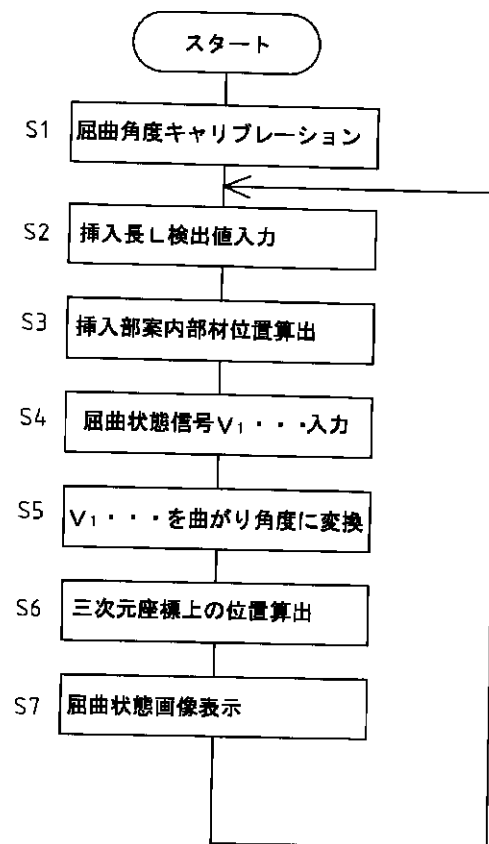 スタート
S1 屈曲角度キャリブレーション
S2 挿入長L検出値入力
S3 挿入部案内部材位置算出
S4 屈曲状態信号V₁・・・入力
S5 V₁・・・を曲がり角度に変換
S6 三次元座標上の位置算出
S7 屈曲状態画像表示